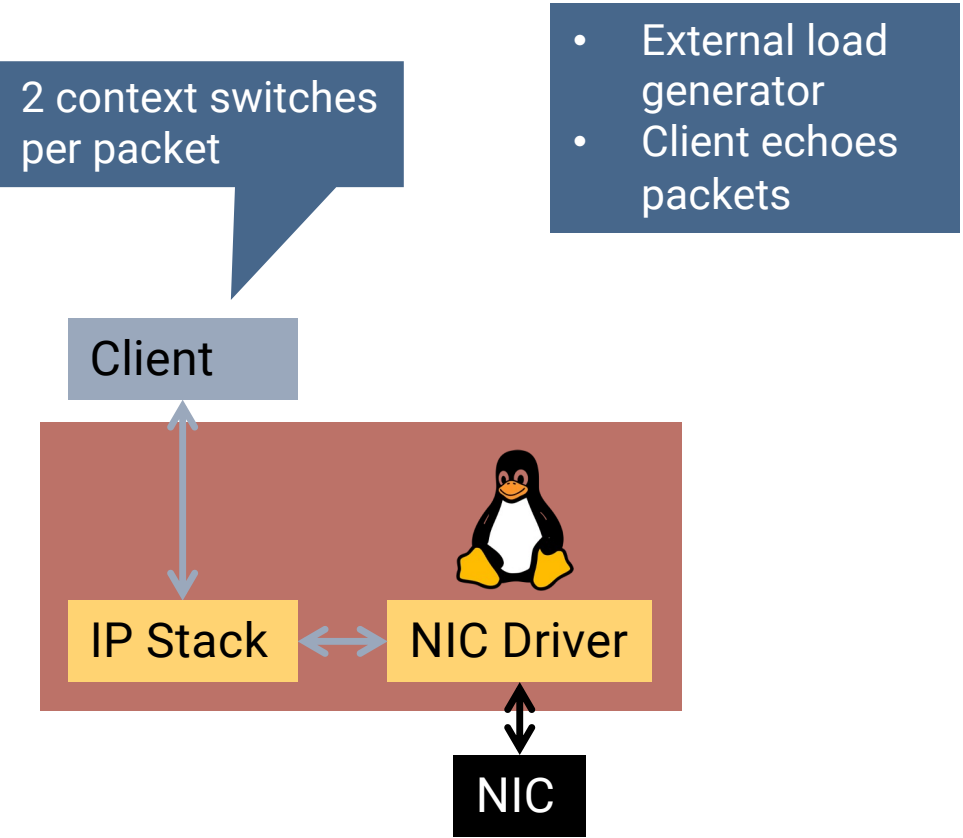 2 context switches
per packet
• External load
generator
• Client echoes
packets
Client
IP Stack
NIC Driver
NIC